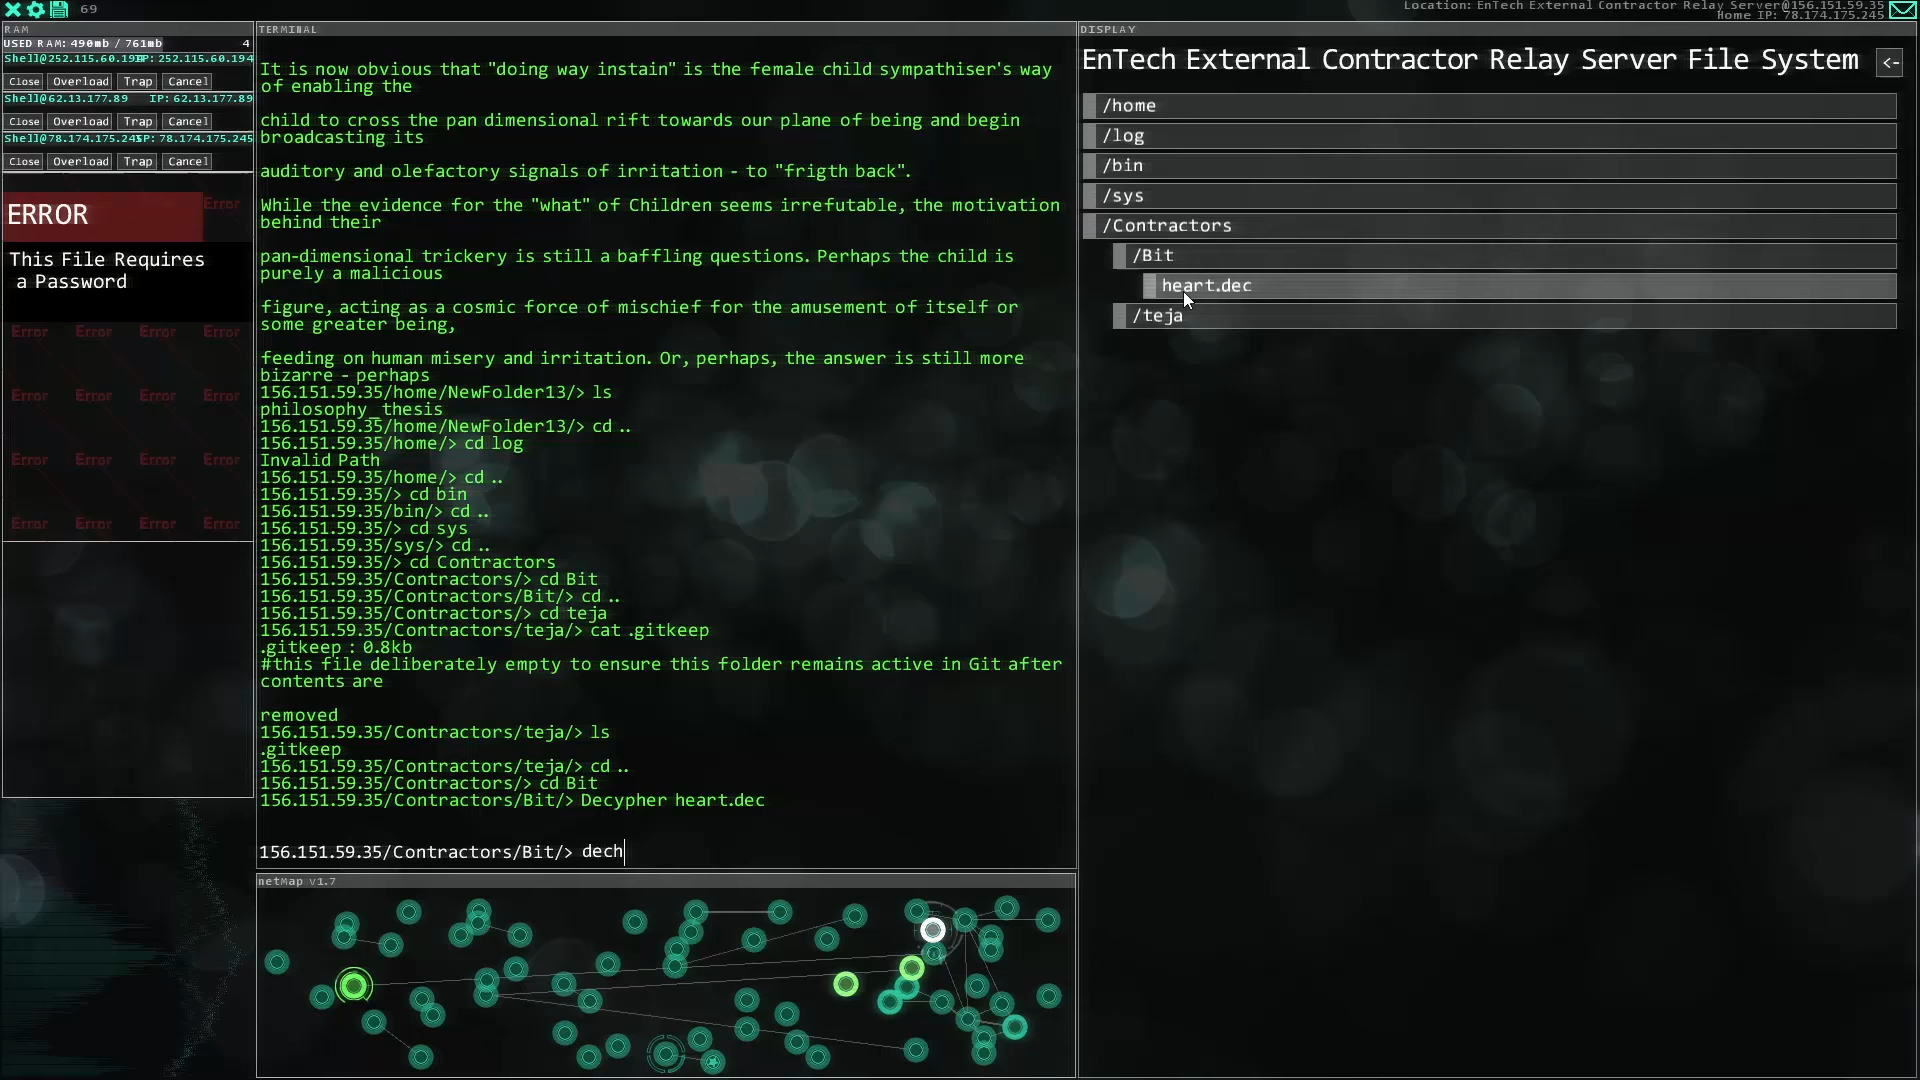 69
Location: EnTech External Contractor Relay Server@156.151.59.35
Home IP: 78.174.175.245
RAM
USED RAM: 490mb / 761mb 4
Shell@252.115.60.194 IP: 252.115.60.194
Close Overload Trap Cancel
Shell@62.13.177.89 IP: 62.13.177.89
Close Overload Trap Cancel
Shell@78.174.175.245 IP: 78.174.175.245
Close Overload Trap Cancel
Error
ERROR
This File Requires
a Password
Error Error Error Error
Error Error Error Error
Error Error Error Error
Error Error Error Error
TERMINAL
It is now obvious that "doing way instain" is the female child sympathiser's way
of enabling the
child to cross the pan dimensional rift towards our plane of being and begin
broadcasting its
auditory and olefactory signals of irritation - to "frigth back".
While the evidence for the "what" of Children seems irrefutable, the motivation
behind their
pan-dimensional trickery is still a baffling questions. Perhaps the child is
purely a malicious
figure, acting as a cosmic force of mischief for the amusement of itself or
some greater being,
feeding on human misery and irritation. Or, perhaps, the answer is still more
bizarre - perhaps
156.151.59.35/home/NewFolder13/> ls
philosophy_thesis
156.151.59.35/home/NewFolder13/> cd ..
156.151.59.35/home/> cd log
Invalid Path
156.151.59.35/home/> cd ..
156.151.59.35/> cd bin
156.151.59.35/bin/> cd ..
156.151.59.35/> cd sys
156.151.59.35/sys/> cd ..
156.151.59.35/> cd Contractors
156.151.59.35/Contractors/> cd Bit
156.151.59.35/Contractors/Bit/> cd ..
156.151.59.35/Contractors/> cd teja
156.151.59.35/Contractors/teja/> cat .gitkeep
.gitkeep : 0.8kb
#this file deliberately empty to ensure this folder remains active in Git after
contents are
removed
156.151.59.35/Contractors/teja/> ls
.gitkeep
156.151.59.35/Contractors/teja/> cd ..
156.151.59.35/Contractors/> cd Bit
156.151.59.35/Contractors/Bit/> Decypher heart.dec
156.151.59.35/Contractors/Bit/> dech
netMap v1.7
DISPLAY
EnTech External Contractor Relay Server File System
<-
/home
/log
/bin
/sys
/Contractors
/Bit
heart.dec
/teja